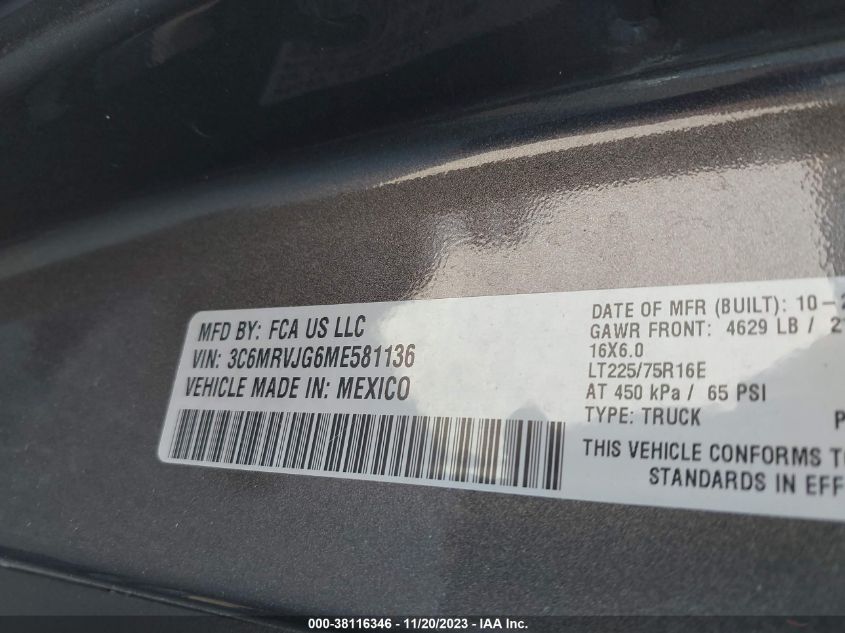 MFD BY: FCA US LLC
VIN: 3C6MRVJG6ME581136
VEHICLE MADE IN: MEXICO
DATE OF MFR (BUILT): 10-2
GAWR FRONT: 4629 LB / 2
16X6.0
LT225/75R16E
AT 450 kPa / 65 PSI
TYPE: TRUCK P
THIS VEHICLE CONFORMS T
STANDARDS IN EFF
000-38116346 - 11/20/2023 - IAA Inc.